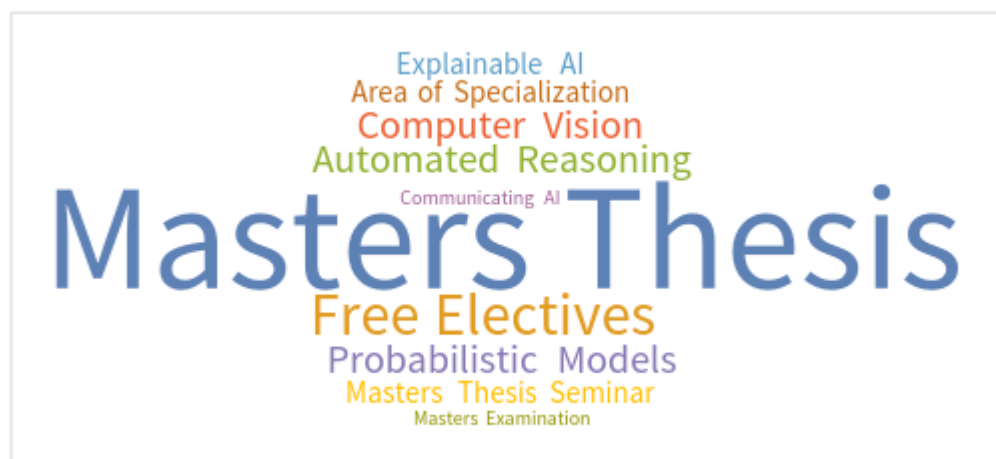 Explainable AI
Area of Specialization
Computer Vision
Automated Reasoning
Communicating AI
Masters Thesis
Free Electives
Probabilistic Models
Masters Thesis Seminar
Masters Examination